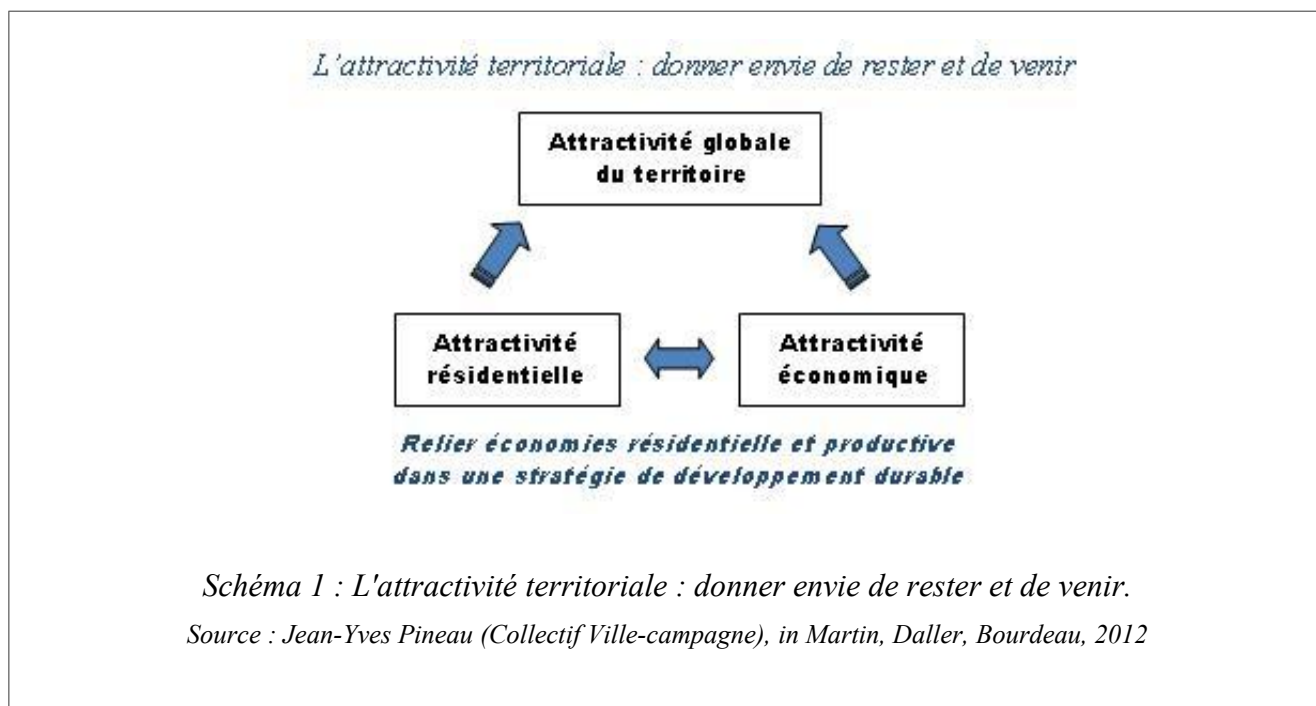 L'attractivité territoriale : donner envie de rester et de venir
Attractivité globale
du territoire
Attractivité
résidentielle
Attractivité
économique
Relier économies résidentielle et productive
dans une stratégie de développement durable
Schéma 1 : L'attractivité territoriale : donner envie de rester et de venir.
Source : Jean-Yves Pineau (Collectif Ville-campagne), in Martin, Daller, Bourdeau, 2012